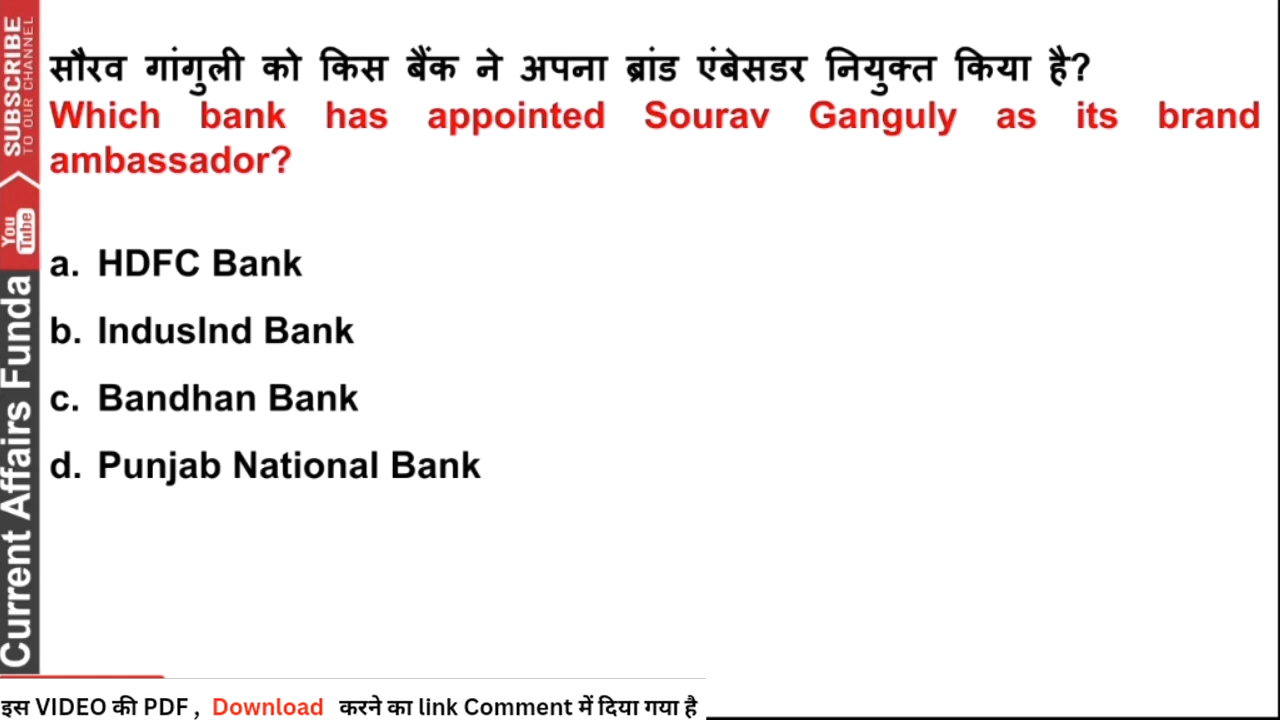 सौरव गांगुली को किस बैंक ने अपना ब्रांड एंबेसडर नियुक्त किया है?
Which bank has appointed Sourav Ganguly as its brand
ambassador?
a. HDFC Bank
b. IndusInd Bank
c. Bandhan Bank
d. Punjab National Bank
SUBSCRIBE
TO OUR CHANNEL
You
Tube
Current Affairs Funda
इस VIDEO की PDF , Download करने का link Comment में दिया गया है